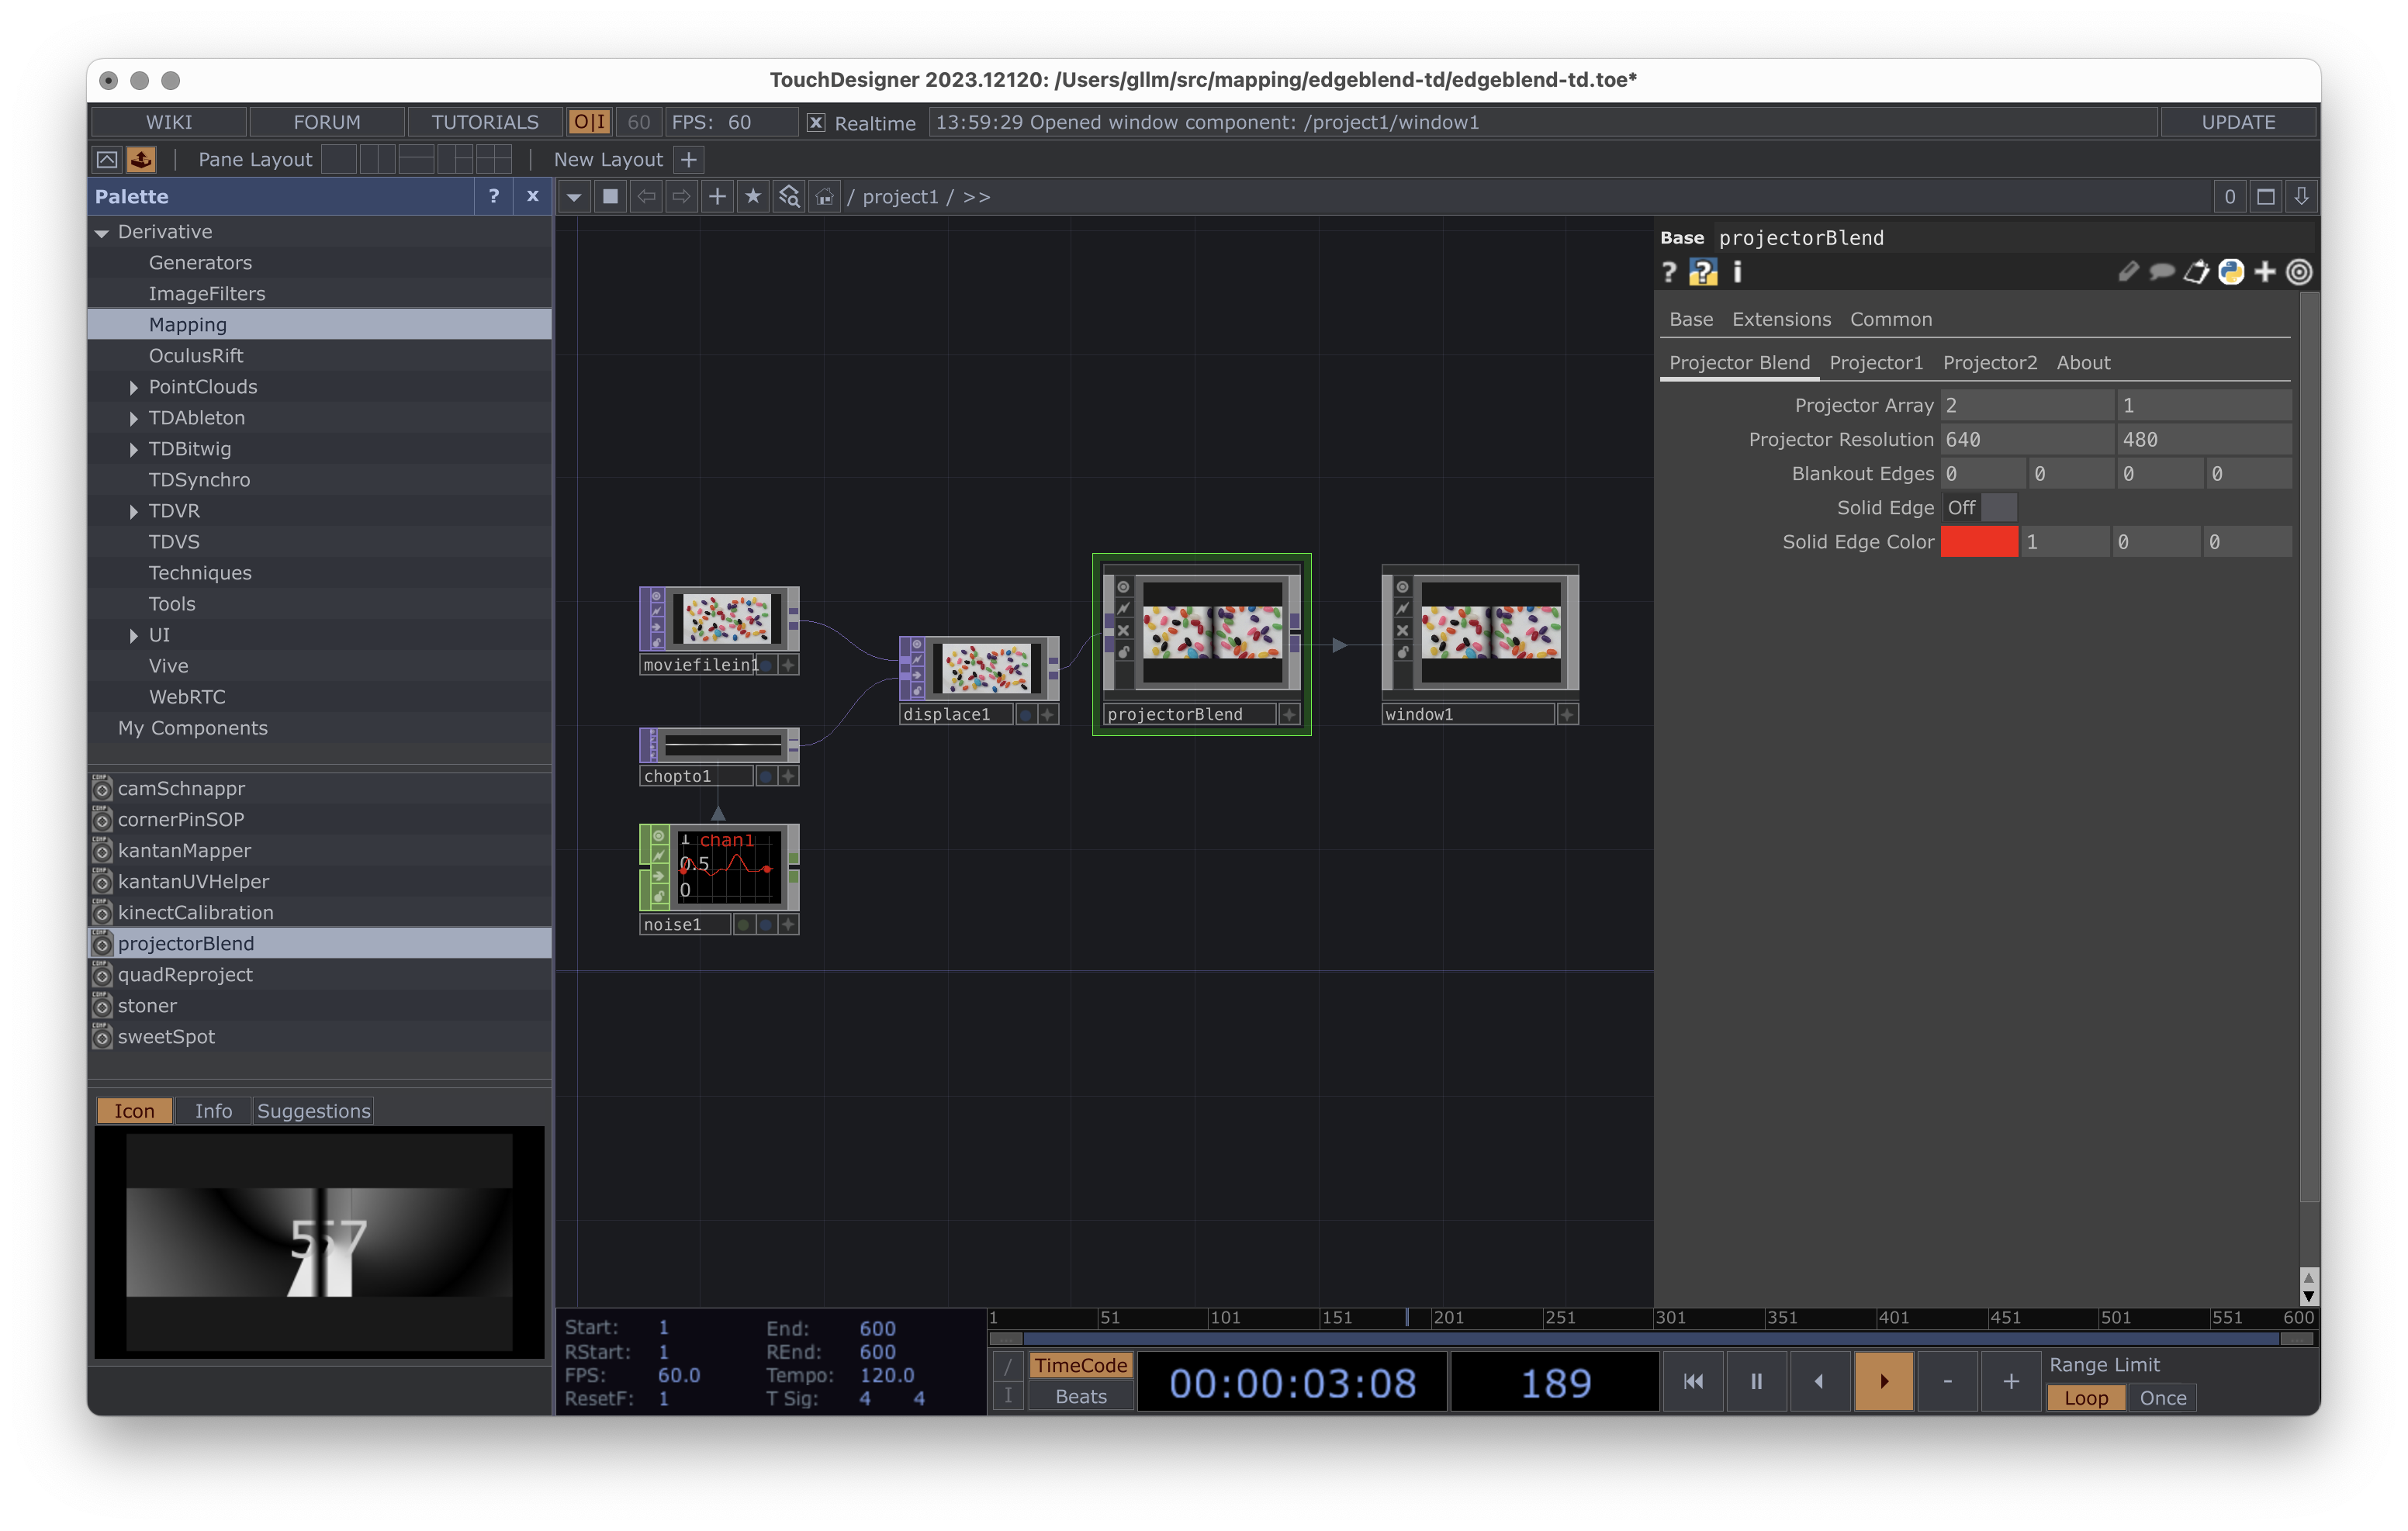 TouchDesigner 2023.12120: /Users/gllm/src/mapping/edgeblend-td/edgeblend-td.toe*
WIKI FORUM TUTORIALS O|I 60 FPS: 60 X Realtime 13:59:29 Opened window component: /project1/window1 UPDATE
Pane Layout New Layout +
Palette ? x
/ project1 / >> 0
Derivative
Generators
ImageFilters
Mapping
OculusRift
PointClouds
TDAbleton
TDBitwig
TDSynchro
TDVR
TDVS
Techniques
Tools
UI
Vive
WebRTC
My Components
camSchnappr
cornerPinSOP
kantanMapper
kantanUVHelper
kinectCalibration
projectorBlend
quadReproject
stoner
sweetSpot
Icon Info Suggestions
557
moviefilein1
displace1
projectorBlend
window1
chopto1
1 chan1
0.5
0
noise1
Base projectorBlend
? ? i
Base Extensions Common
Projector Blend Projector1 Projector2 About
Projector Array 2 1
Projector Resolution 640 480
Blankout Edges 0 0 0 0
Solid Edge Off
Solid Edge Color 1 0 0
Start: 1 End: 600
RStart: 1 REnd: 600
FPS: 60.0 Tempo: 120.0
ResetF: 1 T Sig: 4 4
1 51 101 151 201 251 301 351 401 451 501 551 600
/ TimeCode 00:00:03:08 189 - + Range Limit
I Beats Loop Once